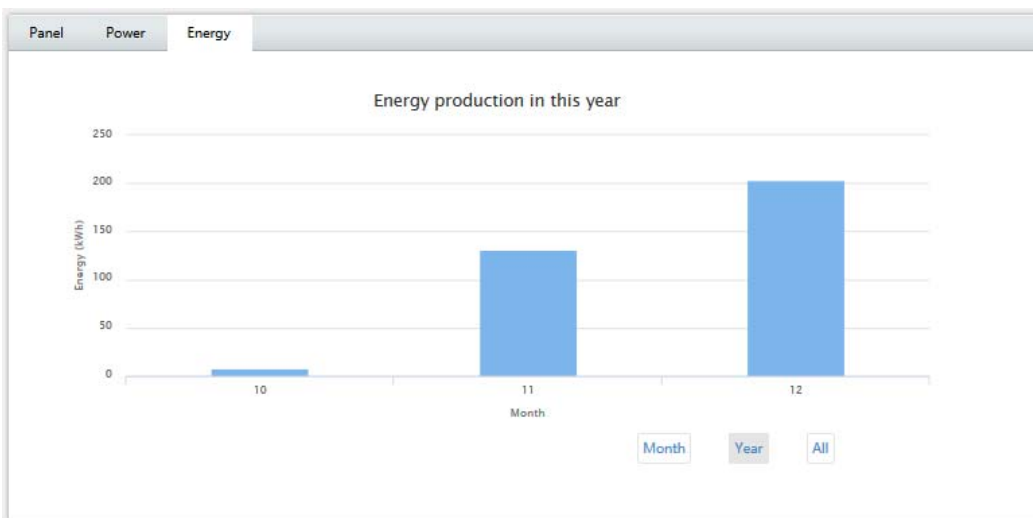 Panel Power Energy
Energy production in this year
250
200
150
100
50
0
Energy (kWh)
10 11 12
Month
Month Year All